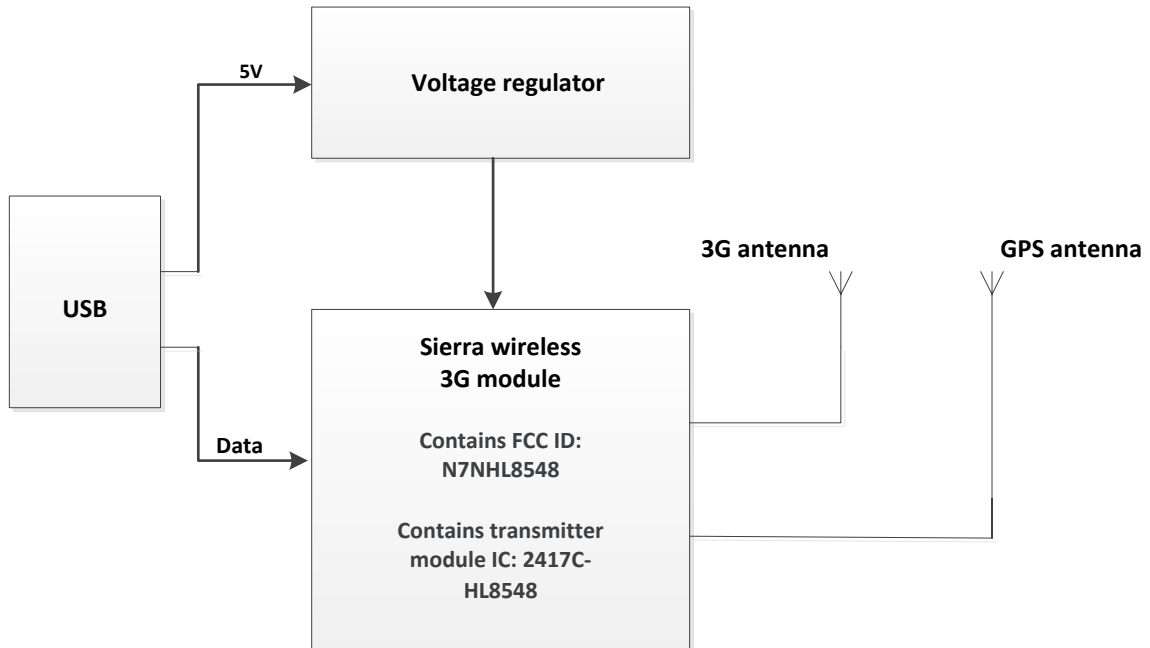 5V
Voltage regulator
3G antenna
GPS antenna
USB
Sierra wireless
3G module
Data
Contains FCC ID:
N7NHL8548
Contains transmitter
module IC: 2417C-
HL8548